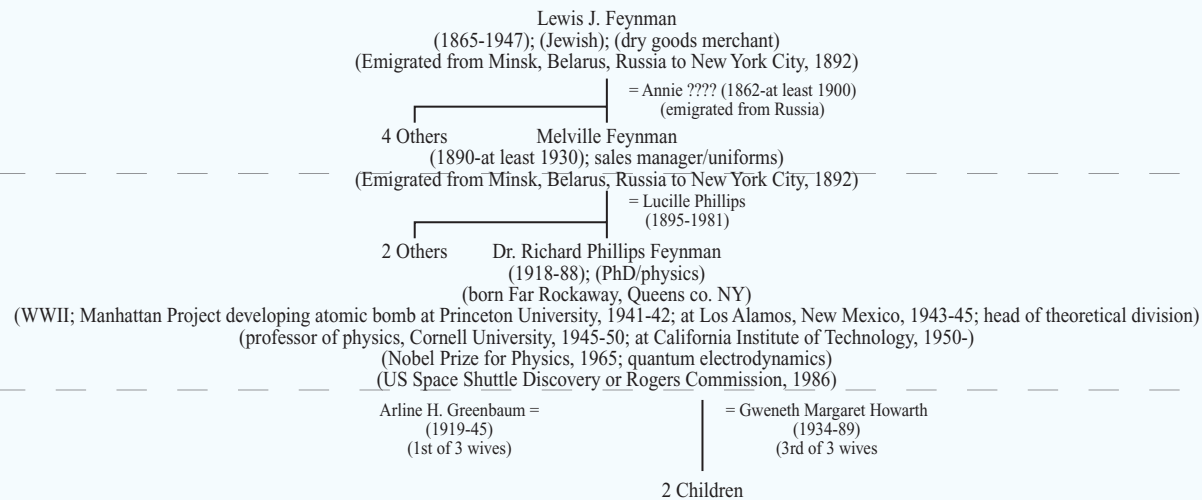 Lewis J. Feynman
(1865-1947); (Jewish); (dry goods merchant)
(Emigrated from Minsk, Belarus, Russia to New York City, 1892)
= Annie ???? (1862-at least 1900)
(emigrated from Russia)
4 Others
Melville Feynman
(1890-at least 1930); sales manager/uniforms)
(Emigrated from Minsk, Belarus, Russia to New York City, 1892)
= Lucille Phillips
(1895-1981)
2 Others
Dr. Richard Phillips Feynman
(1918-88); (PhD/physics)
(born Far Rockaway, Queens co. NY)
(WWII; Manhattan Project developing atomic bomb at Princeton University, 1941-42; at Los Alamos, New Mexico, 1943-45; head of theoretical division)
(professor of physics, Cornell University, 1945-50; at California Institute of Technology, 1950-)
(Nobel Prize for Physics, 1965; quantum electrodynamics)
(US Space Shuttle Discovery or Rogers Commission, 1986)
Arline H. Greenbaum =
(1919-45)
(1st of 3 wives)
= Gweneth Margaret Howarth
(1934-89)
(3rd of 3 wives
2 Children